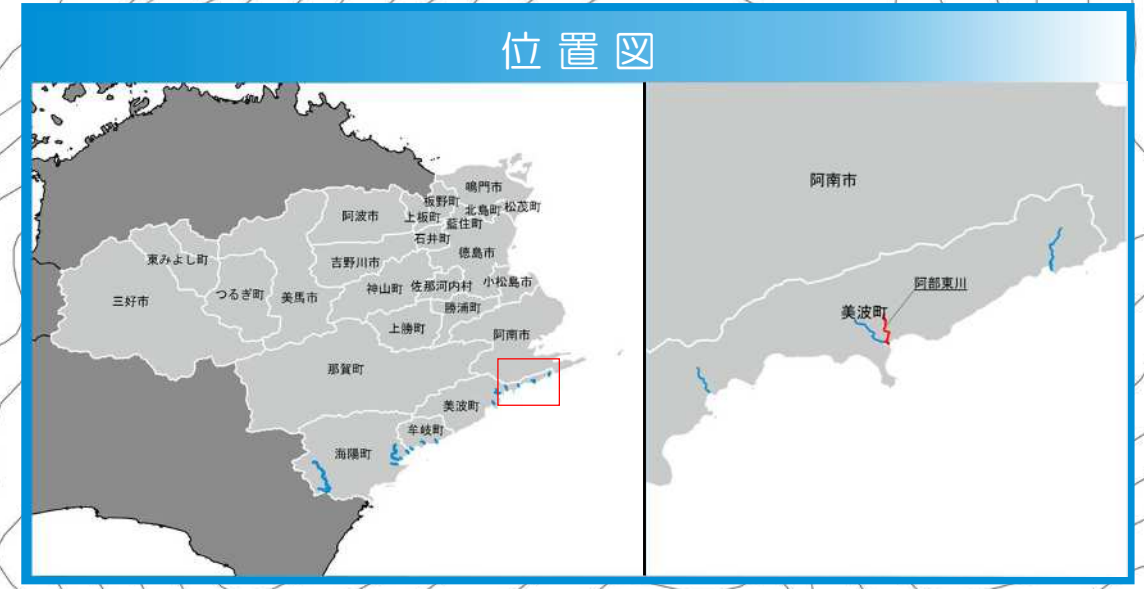 位置図
鳴門市
板野町
松茂町
北島町
上板町
阿波市
藍住町
石井町
徳島市
東みよし町
吉野川市
小松島市
佐那河内村
神山町
つるぎ町
美馬市
三好市
勝浦町
上勝町
阿南市
那賀町
美波町
牟岐町
海陽町
阿南市
阿部東川
美波町